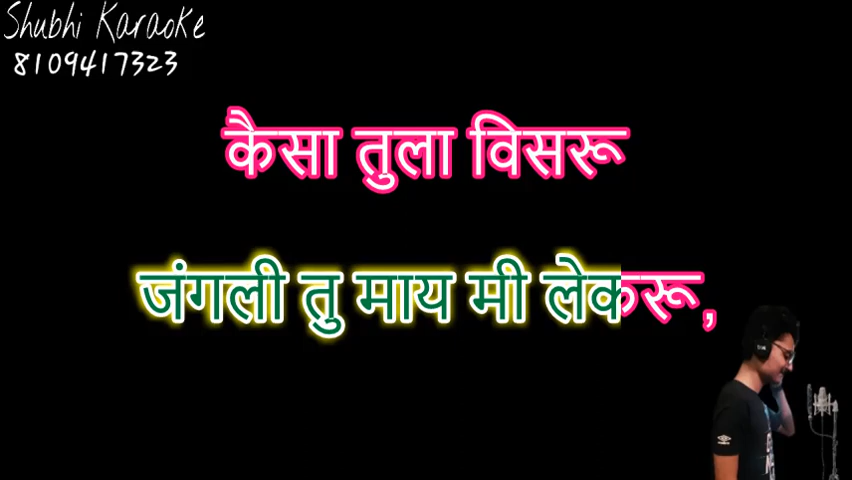 Shubhi Karaoke
8109417323
कैसा तुला विसरू
जंगली तु माय मी लेकरू,